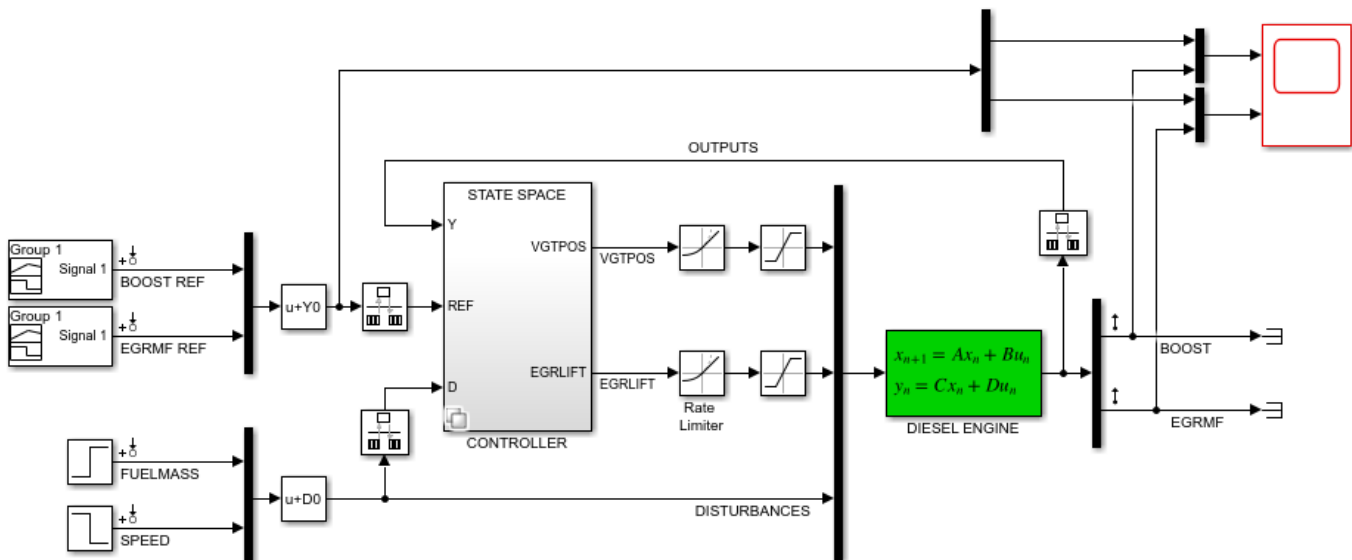 OUTPUTS
STATE SPACE
Y
VGTPOS
VGTPOS
Group 1
Signal 1
BOOST REF
Group 1
Signal 1
EGRMF REF
u+Y0
REF
D
EGRLIFT
EGRLIFT
Rate
Limiter
CONTROLLER
xₙ₊₁ = Axₙ + Buₙ
yₙ = Cxₙ + Duₙ
DIESEL ENGINE
BOOST
EGRMF
FUELMASS
u+D0
SPEED
DISTURBANCES